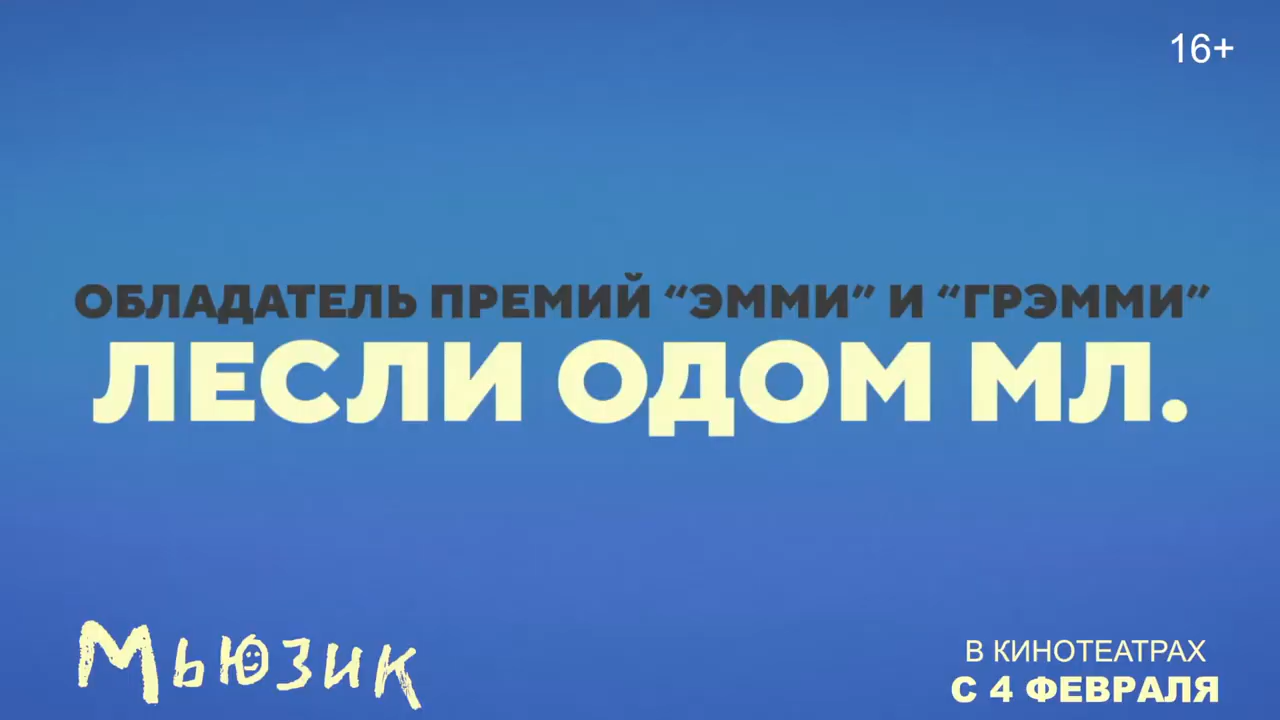 16+
ОБЛАДАТЕЛЬ ПРЕМИЙ “ЭММИ” И “ГРЭММИ”
ЛЕСЛИ ОДОМ МЛ.
МЬЮЗИК
В КИНОТЕАТРАХ
С 4 ФЕВРАЛЯ